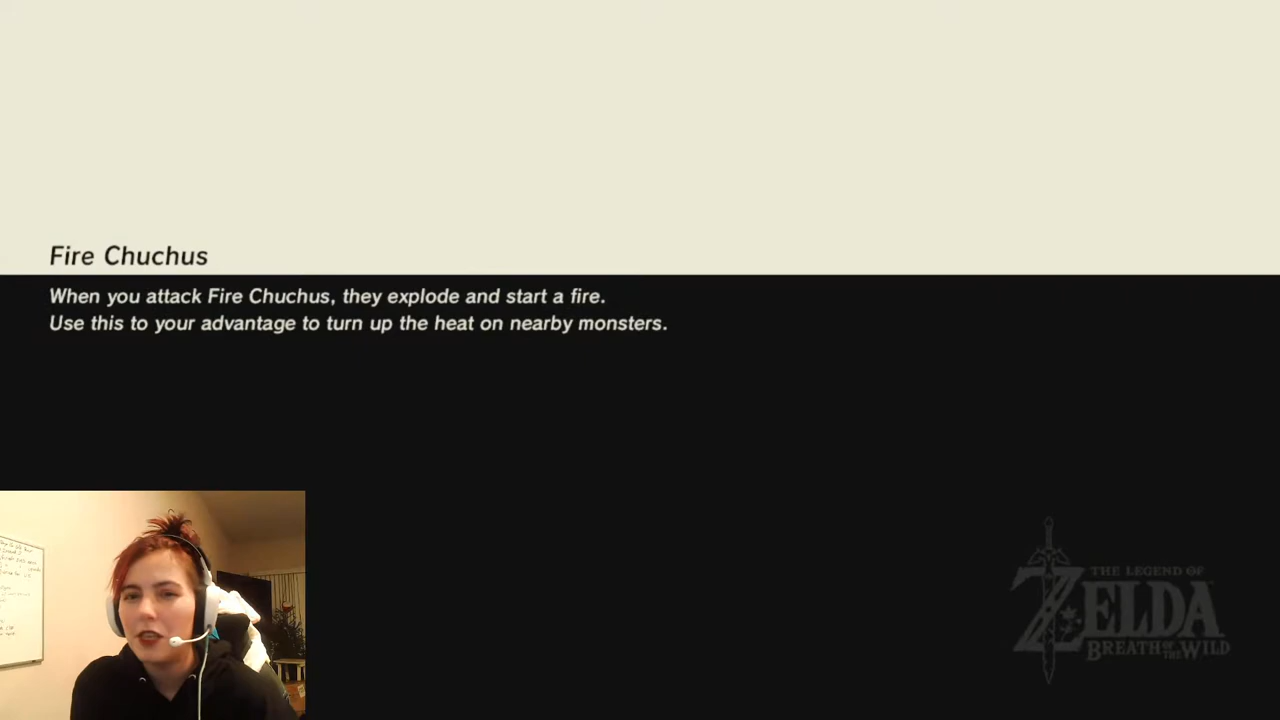 Fire Chuchus
When you attack Fire Chuchus, they explode and start a fire.
Use this to your advantage to turn up the heat on nearby monsters.
THE LEGEND OF
ZELDA
BREATH OF THE WILD